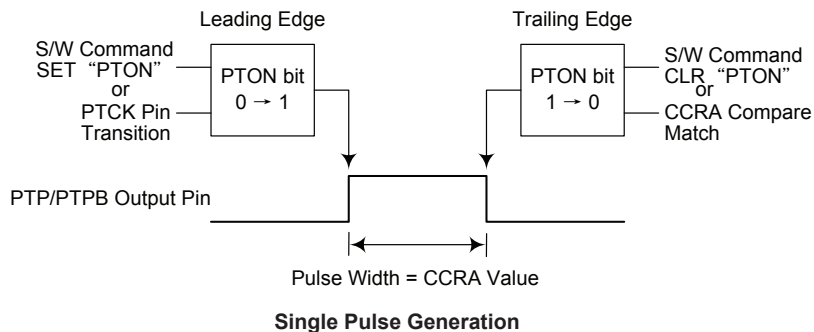 Leading Edge
S/W Command
SET “PTON”
or
PTCK Pin
Transition
PTON bit
0 → 1
Trailing Edge
PTON bit
1 → 0
S/W Command
CLR “PTON”
or
CCRA Compare
Match
PTP/PTPB Output Pin
Pulse Width = CCRA Value
Single Pulse Generation